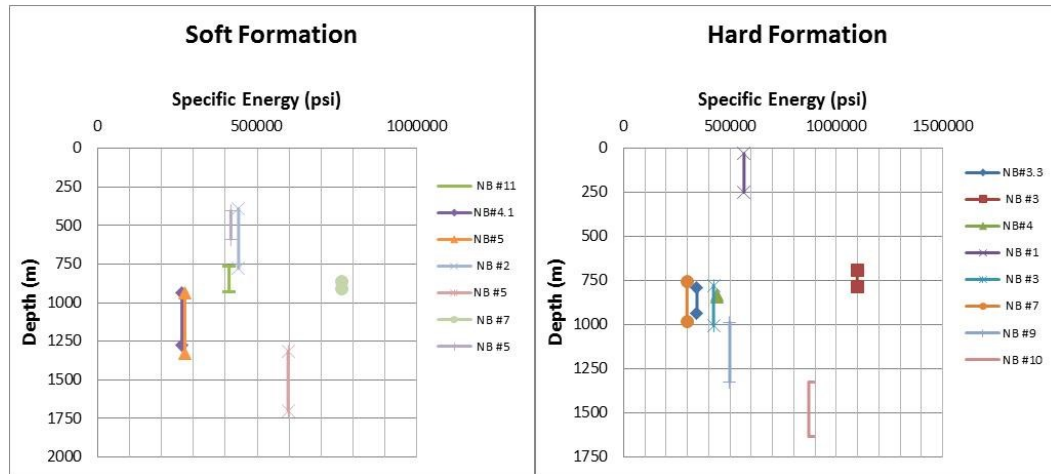 Soft Formation
Specific Energy (psi)
0 500000 1000000
Depth (m)
0
250
500
750
1000
1250
1500
1750
2000
NB #11
NB#4.1
NB#5
NB #2
NB #5
NB #7
NB #5
Hard Formation
Specific Energy (psi)
0 500000 1000000 1500000
Depth (m)
0
250
500
750
1000
1250
1500
1750
NB#3.3
NB #3
NB#4
NB #1
NB #3
NB #7
NB #9
NB #10